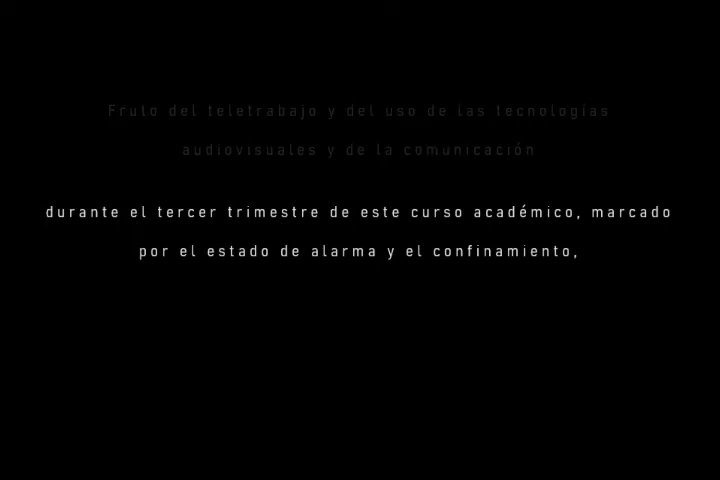 Fruto del teletrabajo y del uso de las tecnologías
audiovisuales y de la comunicación
durante el tercer trimestre de este curso académico, marcado
por el estado de alarma y el confinamiento,